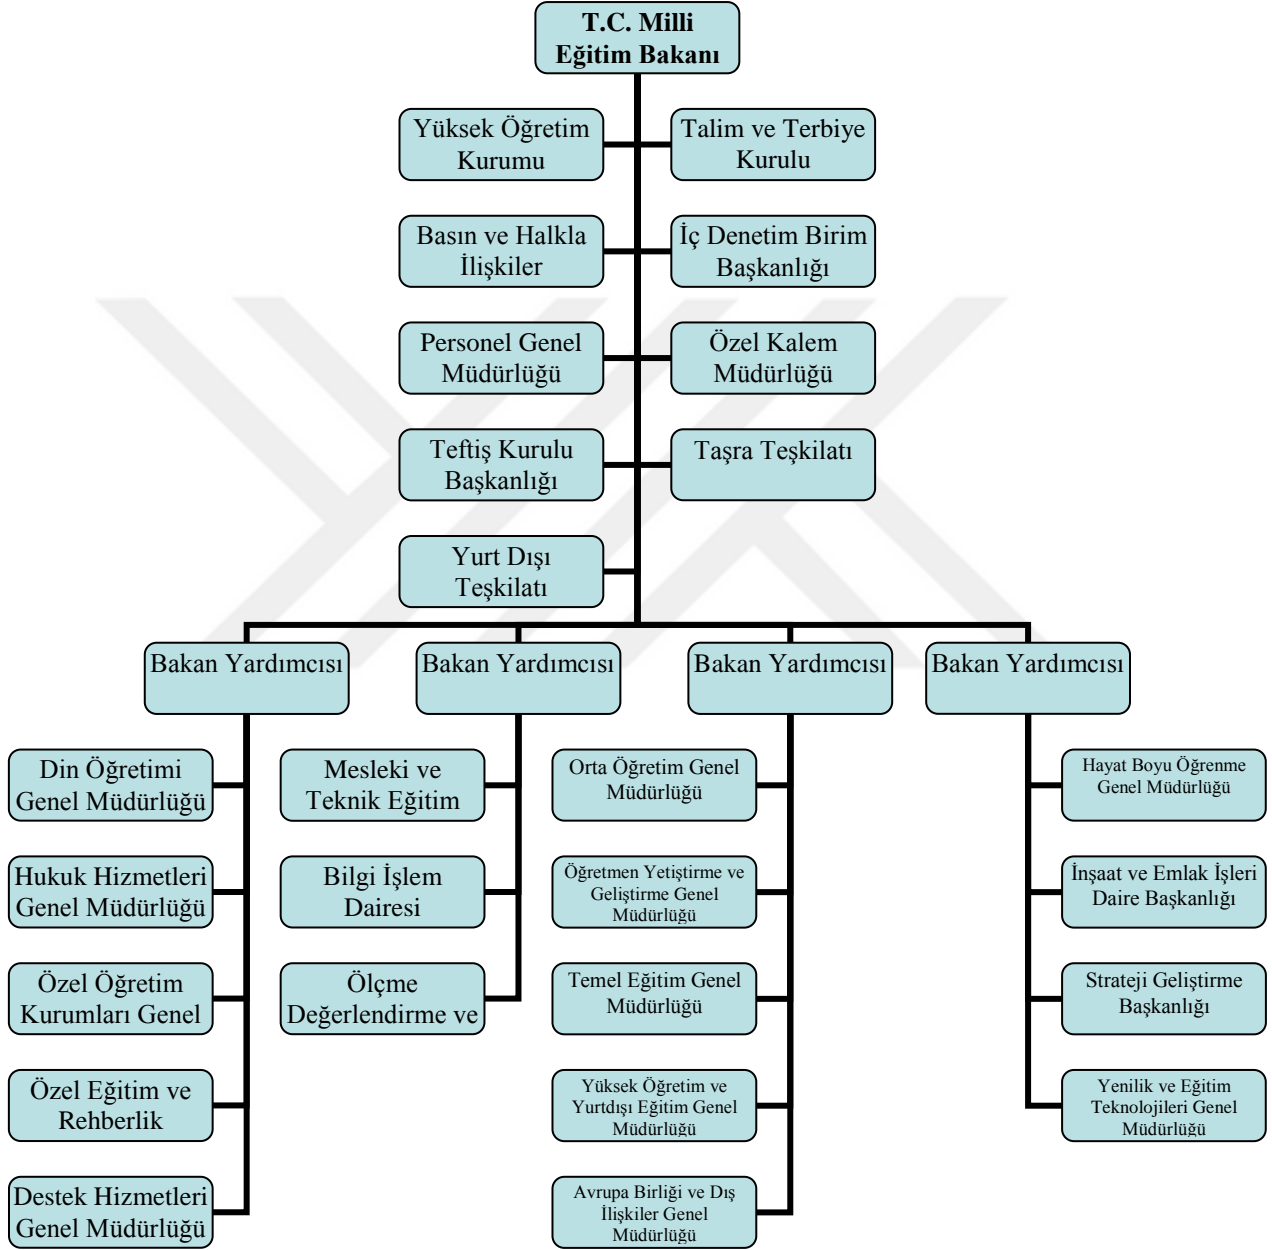 T.C. Milli
Eğitim Bakanı
Yüksek Öğretim
Kurumu
Talim ve Terbiye
Kurulu
Basın ve Halkla
İlişkiler
İç Denetim Birim
Başkanlığı
Personel Genel
Müdürlüğü
Özel Kalem
Müdürlüğü
Teftiş Kurulu
Başkanlığı
Taşra Teşkilatı
Yurt Dışı
Teşkilatı
Bakan Yardımcısı
Bakan Yardımcısı
Bakan Yardımcısı
Bakan Yardımcısı
Din Öğretimi
Genel Müdürlüğü
Hukuk Hizmetleri
Genel Müdürlüğü
Özel Öğretim
Kurumları Genel
Özel Eğitim ve
Rehberlik
Destek Hizmetleri
Genel Müdürlüğü
Mesleki ve
Teknik Eğitim
Bilgi İşlem
Dairesi
Ölçme
Değerlendirme ve
Orta Öğretim Genel
Müdürlüğü
Öğretmen Yetiştirme ve
Geliştirme Genel
Müdürlüğü
Temel Eğitim Genel
Müdürlüğü
Yüksek Öğretim ve
Yurtdışı Eğitim Genel
Müdürlüğü
Avrupa Birliği ve Dış
İlişkiler Genel
Müdürlüğü
Hayat Boyu Öğrenme
Genel Müdürlüğü
İnşaat ve Emlak İşleri
Daire Başkanlığı
Strateji Geliştirme
Başkanlığı
Yenilik ve Eğitim
Teknolojileri Genel
Müdürlüğü